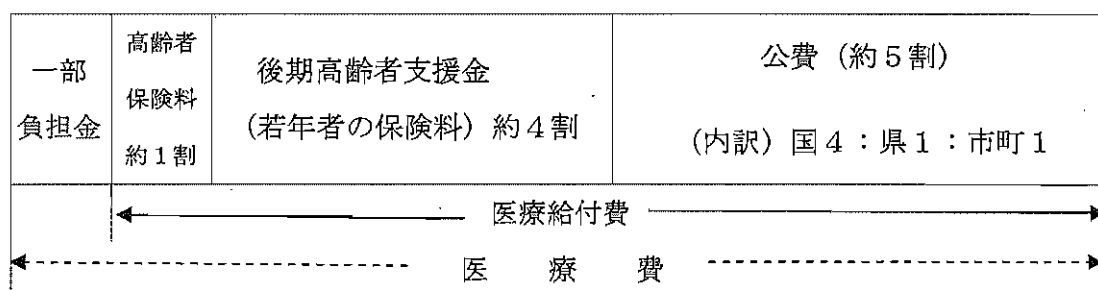 一部
負担金
高齢者
保険料
約1割
後期高齢者支援金
(若年者の保険料)約4割
公費(約5割)
(内訳)国4:県1:市町1
医療給付費
医療費